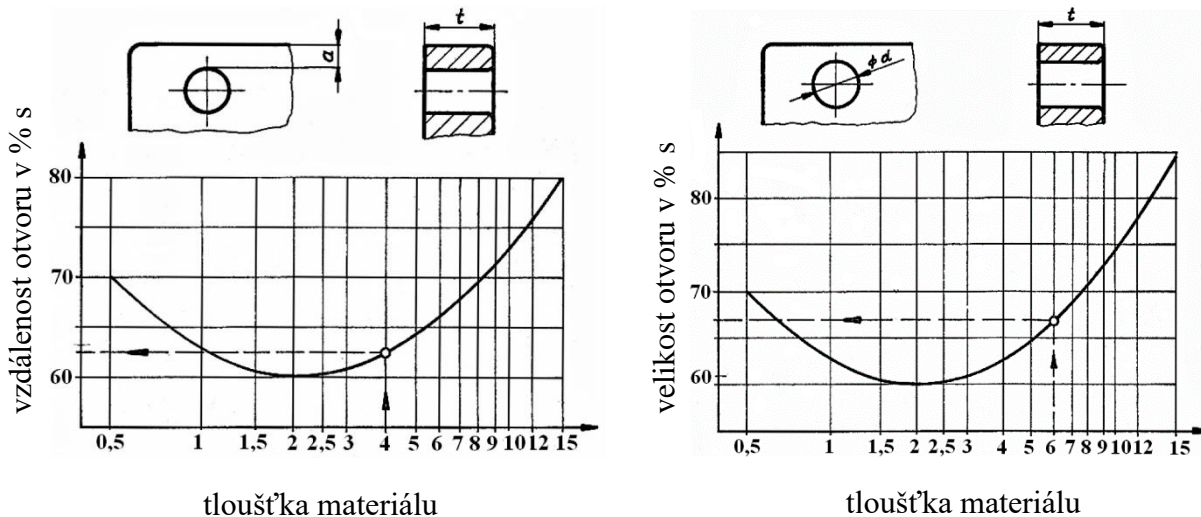 a
t
vzdálenost otvoru v % s
80
70
60
0,5 1 1,5 2 2,5 3 4 5 6 7 8 9 10 12 15
tloušťka materiálu
ϕd
t
velikost otvoru v % s
80
70
60
0,5 1 1,5 2 2,5 3 4 5 6 7 8 9 10 12 15
tloušťka materiálu